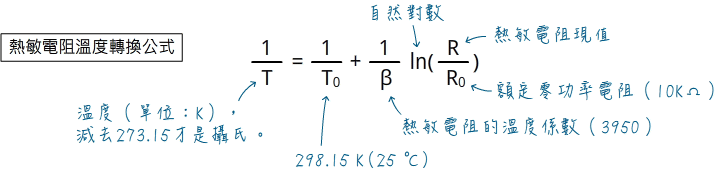 自然對數
熱敏電阻溫度轉換公式
1/T = 1/T₀ + 1/β ln(R/R₀)
熱敏電阻現值
額定零功率電阻(10KΩ)
溫度(單位:K),
減去273.15才是攝氏。
熱敏電阻的溫度係數(3950)
298.15K(25℃)